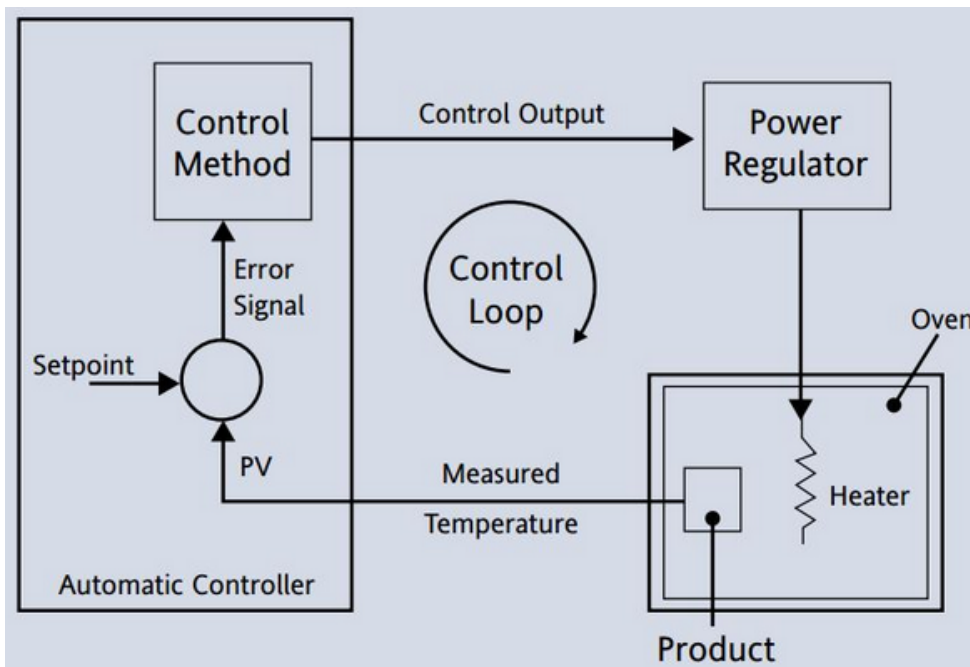 Control
Method
Control Output
Power
Regulator
Error
Signal
Control
Loop
Oven
Setpoint
PV
Measured
Temperature
Heater
Automatic Controller
Product